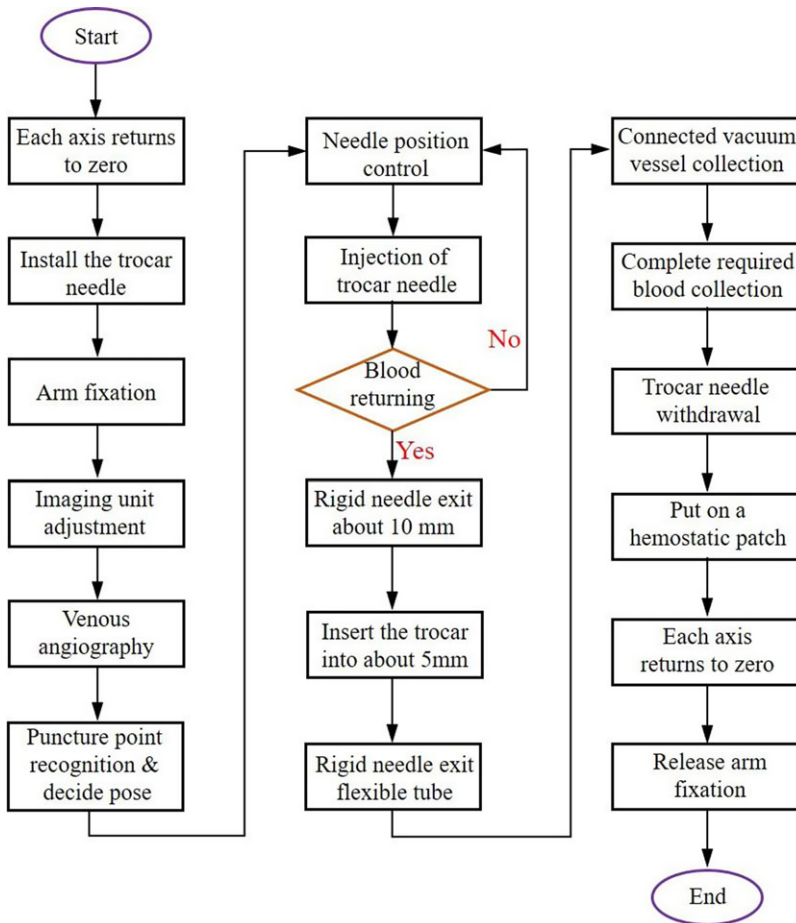 Start
Each axis returns
to zero
Install the trocar
needle
Arm fixation
Imaging unit
adjustment
Venous
angiography
Puncture point
recognition &
decide pose
Needle position
control
Injection of
trocar needle
No
Blood
returning
Yes
Rigid needle exit
about 10 mm
Insert the trocar
into about 5mm
Rigid needle exit
flexible tube
Connected vacuum
vessel collection
Complete required
blood collection
Trocar needle
withdrawal
Put on a
hemostatic patch
Each axis
returns to zero
Release arm
fixation
End